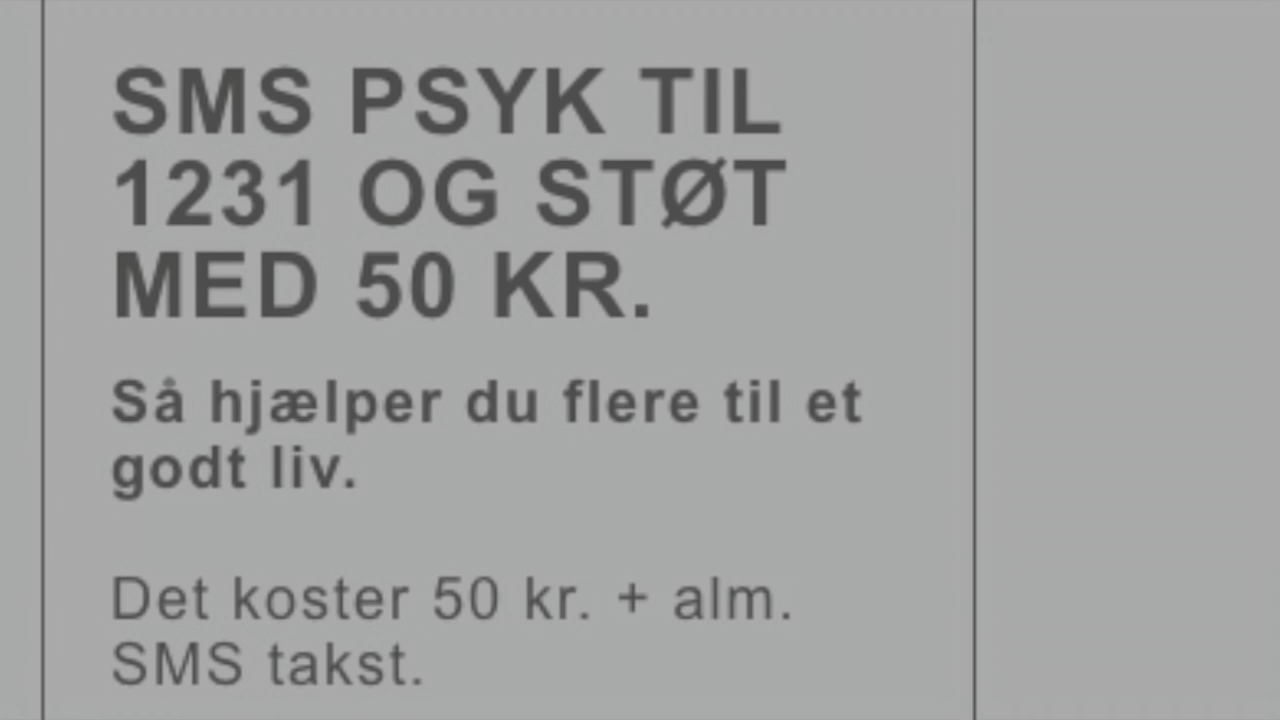 SMS PSYK TIL
1231 OG STØT
MED 50 KR.
Så hjælper du flere til et
godt liv.
Det koster 50 kr. + alm.
SMS takst.